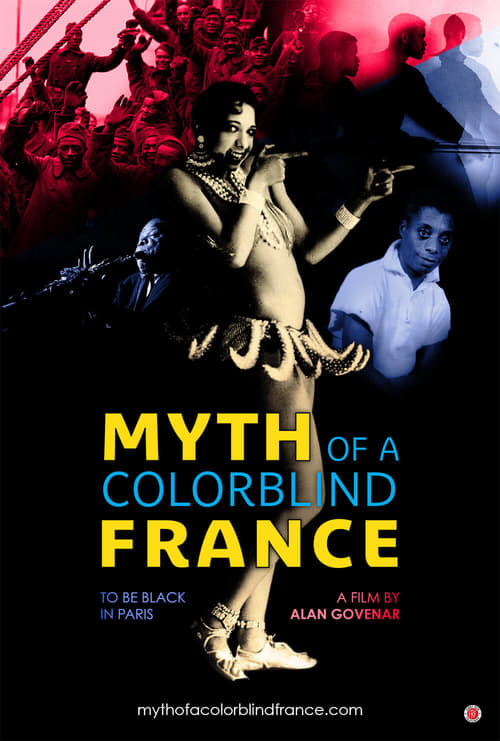 MYTH OF A
COLORBLIND
FRANCE
TO BE BLACK
IN PARIS
A FILM BY
ALAN GOVENAR
mythofacolorblindfrance.com